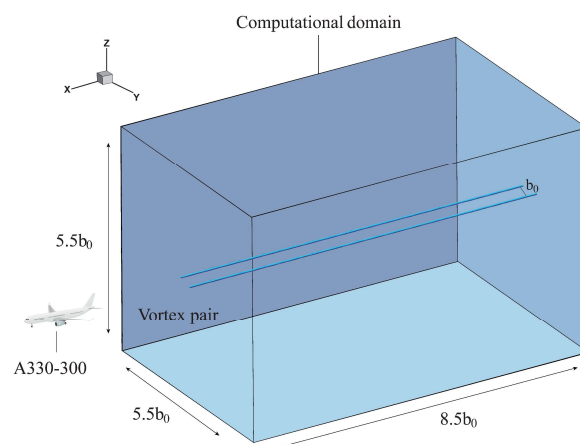 Computational domain
Z
X
Y
b₀
5.5b₀
Vortex pair
A330-300
5.5b₀
8.5b₀